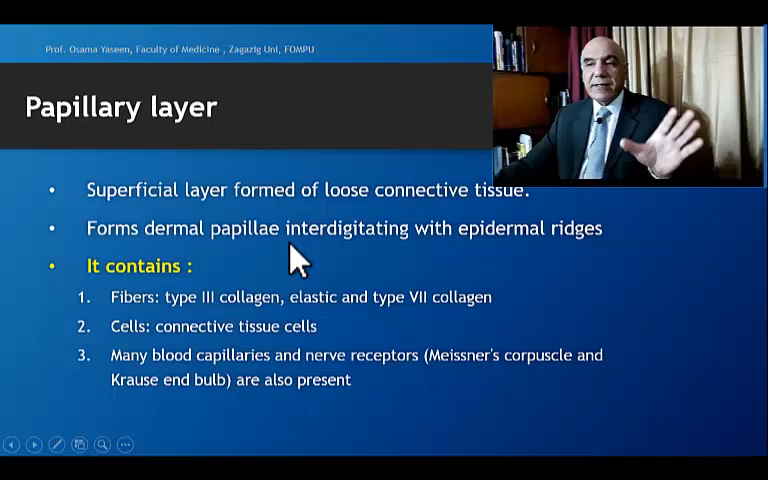 Prof. Osama Yaseen, Faculty of Medicine , Zagazig Uni, FOMPU
Papillary layer
• Superficial layer formed of loose connective tissue.
• Forms dermal papillae interdigitating with epidermal ridges
• It contains :
1. Fibers: type III collagen, elastic and type VII collagen
2. Cells: connective tissue cells
3. Many blood capillaries and nerve receptors (Meissner's corpuscle and
Krause end bulb) are also present